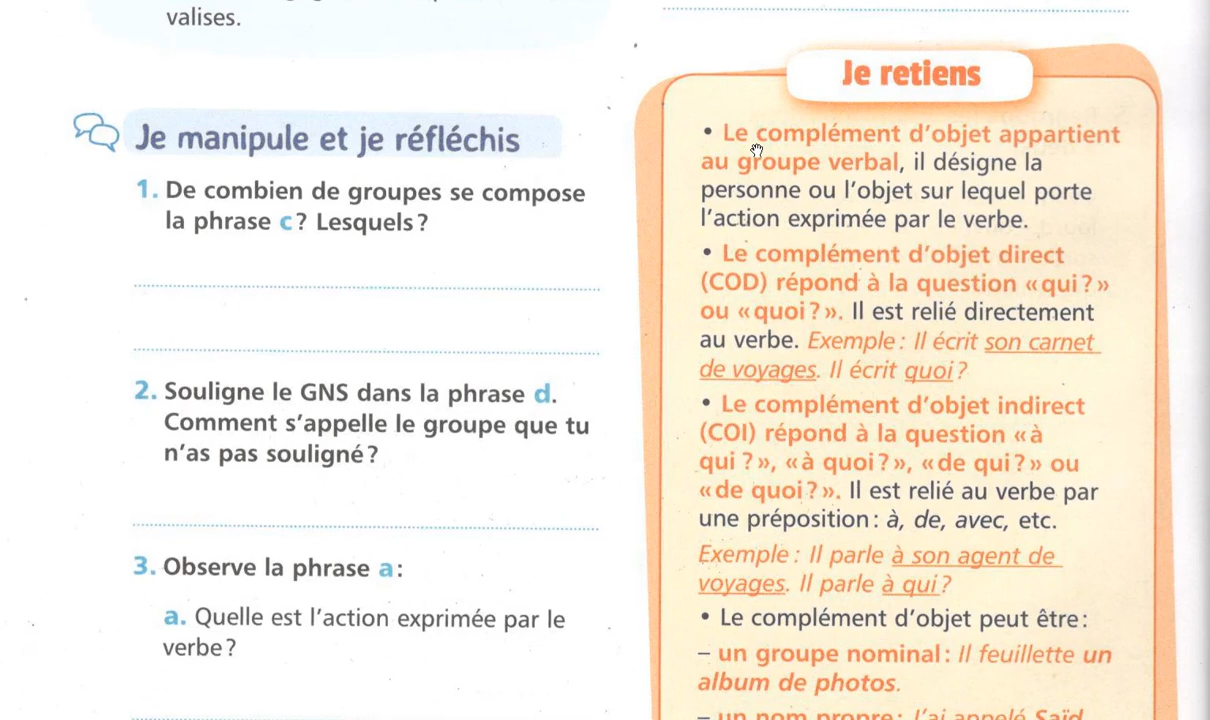 valises.
Je manipule et je réfléchis
1. De combien de groupes se compose
la phrase c? Lesquels?
2. Souligne le GNS dans la phrase d.
Comment s'appelle le groupe que tu
n'as pas souligné?
3. Observe la phrase a:
a. Quelle est l'action exprimée par le
verbe?
Je retiens
• Le complément d'objet appartient
au groupe verbal, il désigne la
personne ou l'objet sur lequel porte
l'action exprimée par le verbe.
• Le complément d'objet direct
(COD) répond à la question «qui?»
ou «quoi?». Il est relié directement
au verbe. Exemple: Il écrit son carnet
de voyages. Il écrit quoi?
• Le complément d'objet indirect
(COI) répond à la question «à
qui?», «à quoi?», «de qui?» ou
«de quoi?». Il est relié au verbe par
une préposition: à, de, avec, etc.
Exemple: Il parle à son agent de
voyages. Il parle à qui?
• Le complément d'objet peut être:
– un groupe nominal: Il feuillette un
album de photos.
– un nom propre: J'ai appelé Saïd